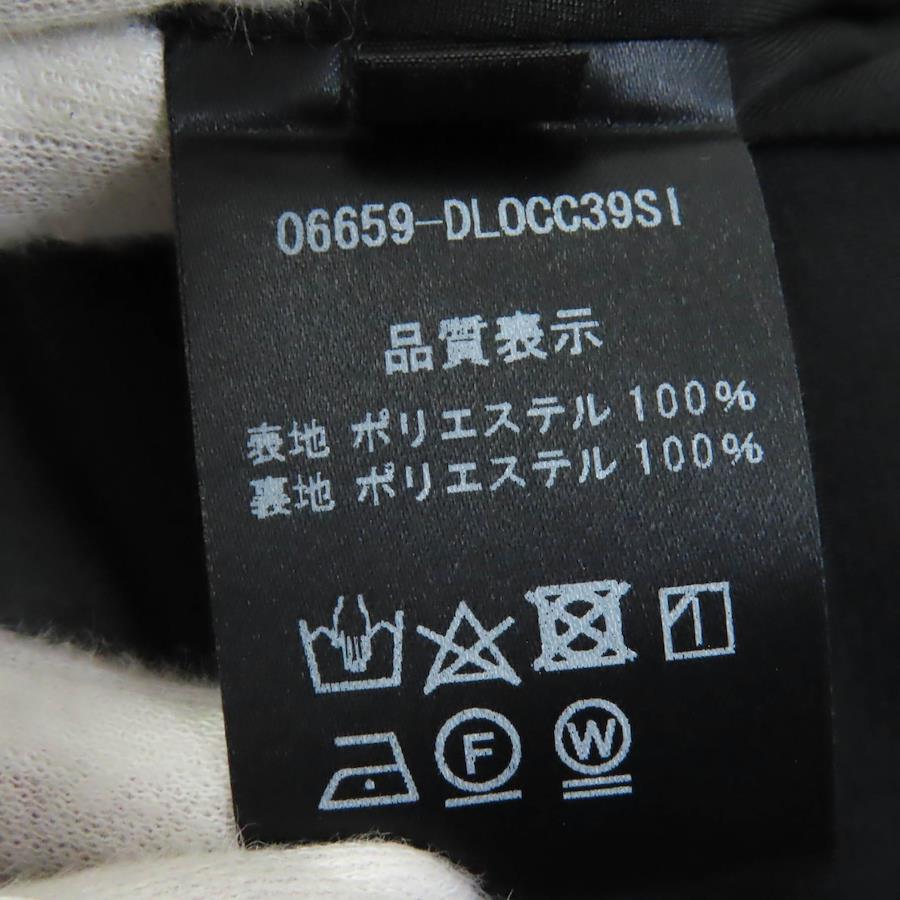 06659-DLOCC39SI
品質表示
表地 ポリエステル 100%
裏地 ポリエステル 100%
F
W